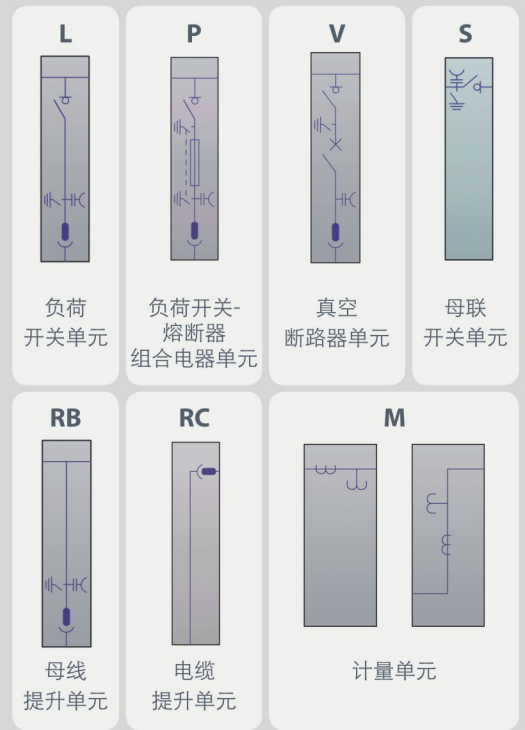 L
负荷
开关单元
P
负荷开关-
熔断器
组合电器单元
V
真空
断路器单元
S
母联
开关单元
RB
母线
提升单元
RC
电缆
提升单元
M
计量单元